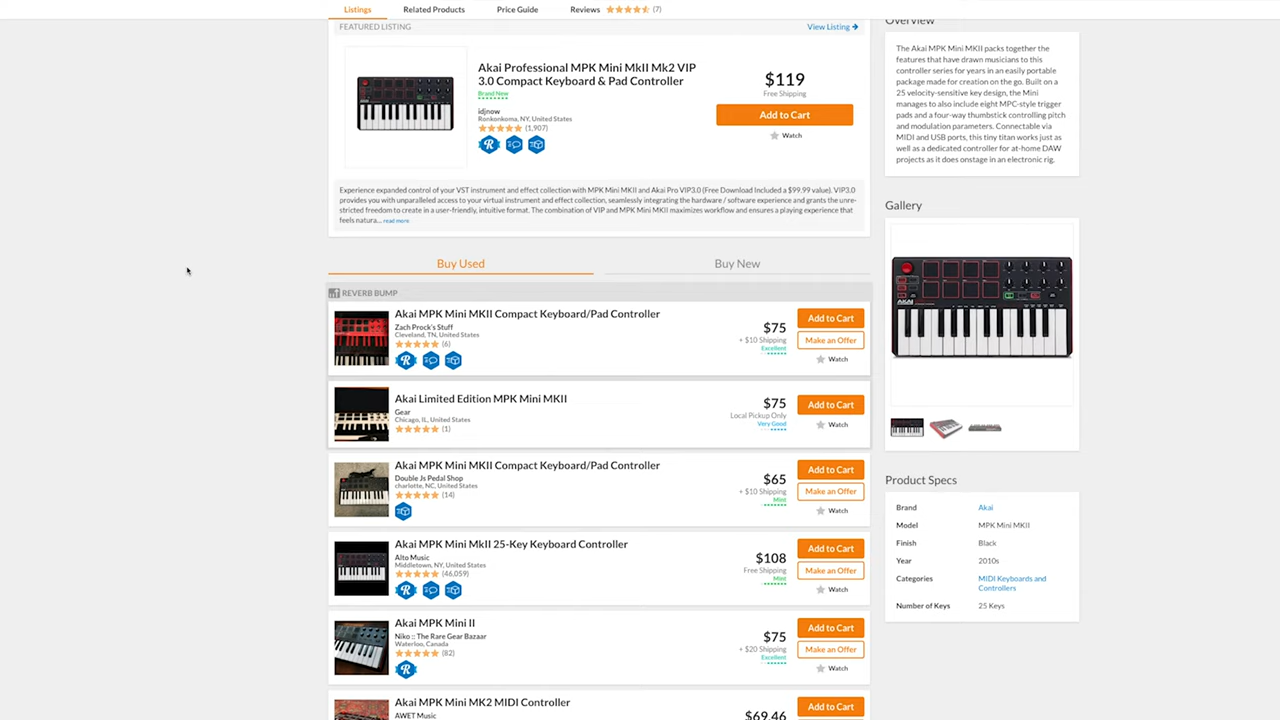 Listings
Related Products
Price Guide
Reviews
(7)
FEATURED LISTING
View Listing
Akai Professional MPK Mini MkII Mk2 VIP
3.0 Compact Keyboard & Pad Controller
Brand New
idjnow
Ronkonkoma, NY, United States
(1,907)
$119
Free Shipping
Add to Cart
Watch
Experience expanded control of your VST instrument and effect collection with MPK Mini MKII and Akai Pro VIP3.0 (Free Download Included a $99.99 value). VIP3.0
provides you with unparalleled access to your virtual instrument and effect collection, seamlessly integrating the hardware / software experience and grants the unre-
stricted freedom to create in a user-friendly, intuitive format. The combination of VIP and MPK Mini MKII maximizes workflow and ensures a playing experience that
feels natura... read more
Buy Used
Buy New
REVERB BUMP
Akai MPK Mini MKII Compact Keyboard/Pad Controller
Zach Prock's Stuff
Cleveland, TN, United States
(6)
$75
+ $10 Shipping
Excellent
Add to Cart
Make an Offer
Watch
Akai Limited Edition MPK Mini MKII
Gear
Chicago, IL, United States
(1)
$75
Local Pickup Only
Very Good
Add to Cart
Watch
Akai MPK Mini MKII Compact Keyboard/Pad Controller
Double Js Pedal Shop
charlotte, NC, United States
(14)
$65
+ $10 Shipping
Mint
Add to Cart
Make an Offer
Watch
Akai MPK Mini MkII 25-Key Keyboard Controller
Alto Music
Middletown, NY, United States
(46,059)
$108
Free Shipping
Mint
Add to Cart
Make an Offer
Watch
Akai MPK Mini II
Niko :: The Rare Gear Bazaar
Waterloo, Canada
(82)
$75
+ $20 Shipping
Excellent
Add to Cart
Make an Offer
Watch
Akai MPK Mini MK2 MIDI Controller
AWET Music
$69.46
Add to Cart
Overview
The Akai MPK Mini MKII packs together the
features that have drawn musicians to this
controller series for years in an easily portable
package made for creation on the go. Built on a
25 velocity-sensitive key design, the Mini
manages to also include eight MPC-style trigger
pads and a four-way thumbstick controlling pitch
and modulation parameters. Connectable via
MIDI and USB ports, this tiny titan works just as
well as a dedicated controller for at-home DAW
projects as it does onstage in an electronic rig.
Gallery
AKAI
Product Specs
Brand Akai
Model MPK Mini MKII
Finish Black
Year 2010s
Categories MIDI Keyboards and
Controllers
Number of Keys 25 Keys